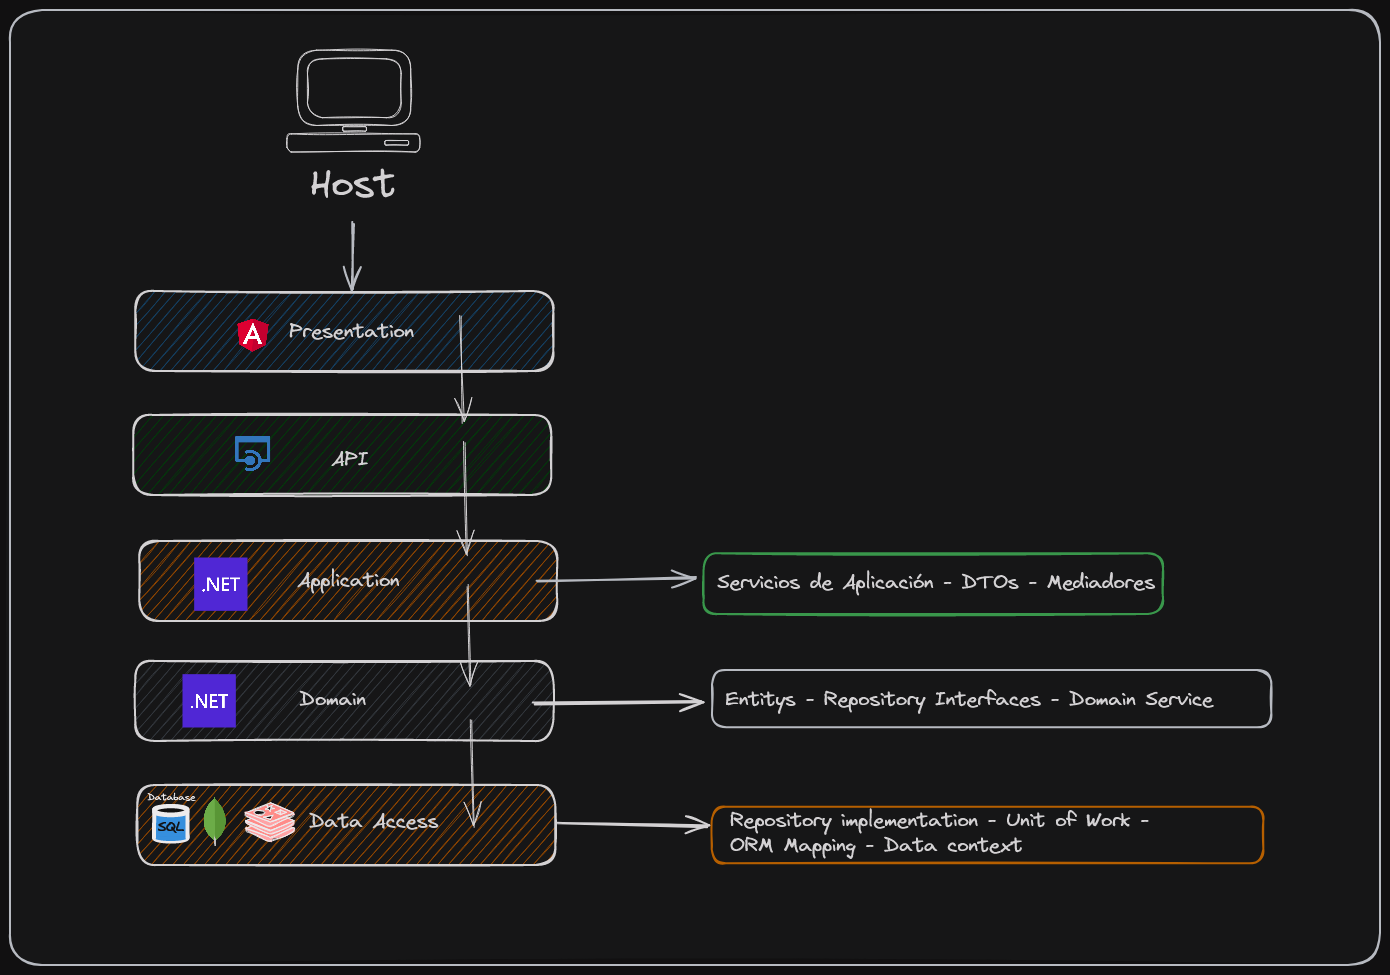 Host
Presentation
API
.NET
Application
Servicios de Aplicación - DTOs - Mediadores
.NET
Domain
Entitys - Repository Interfaces - Domain Service
Database
SQL
Data Access
Repository implementation - Unit of Work -
ORM Mapping - Data context